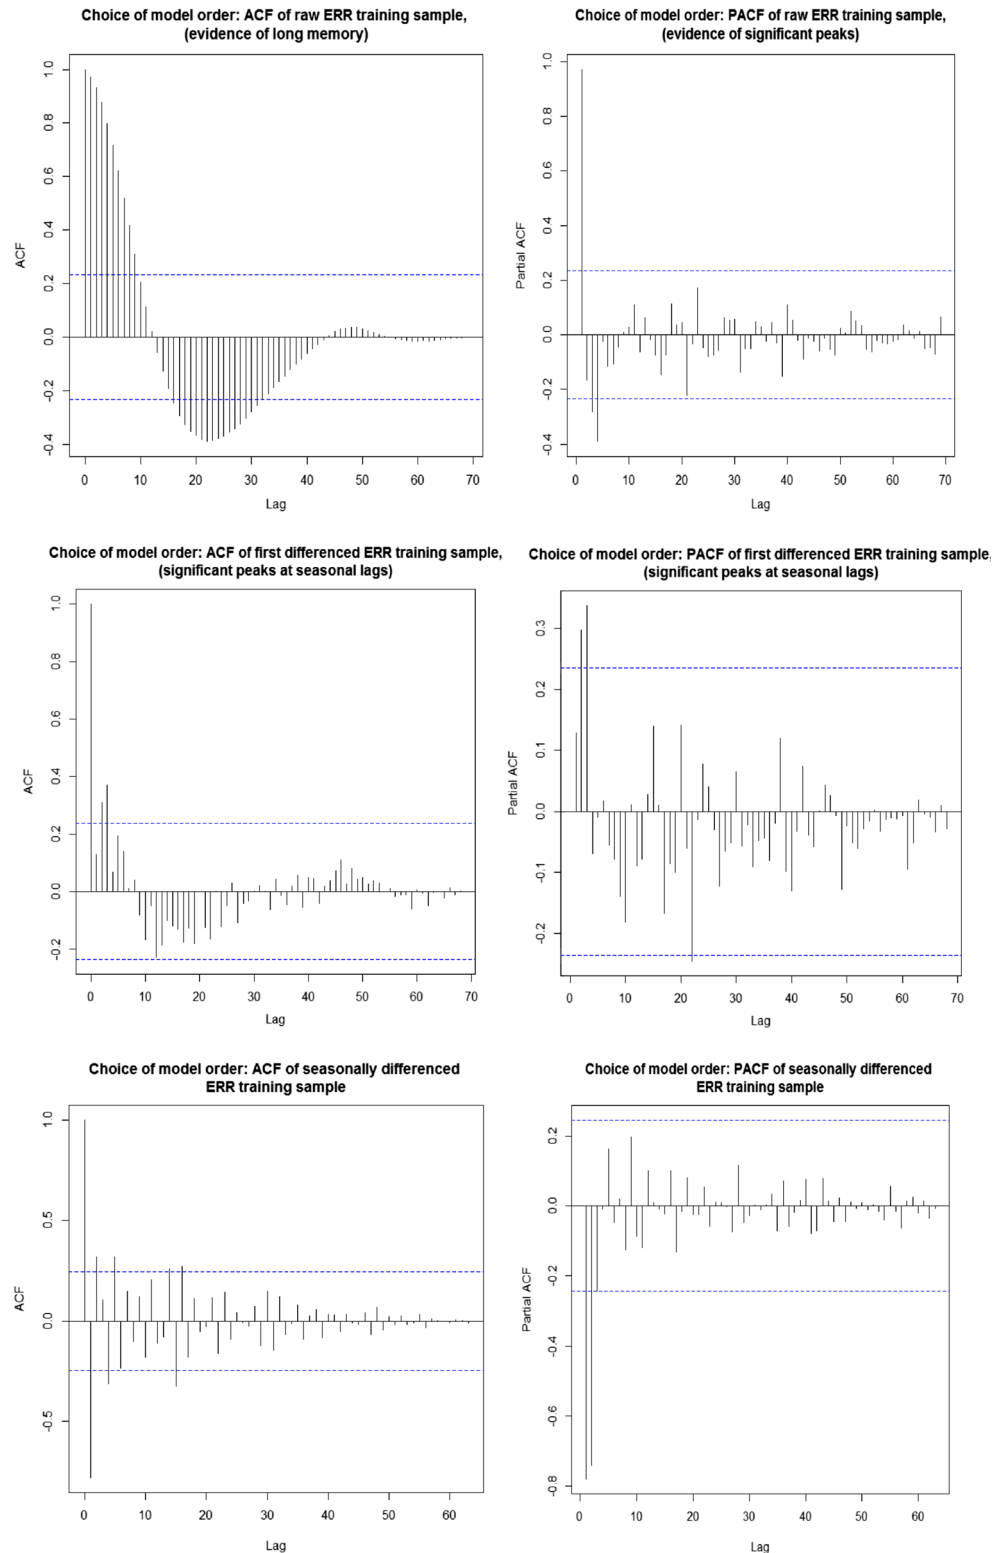 Choice of model order: ACF of raw ERR training sample,
(evidence of long memory)
ACF
1.0
0.8
0.6
0.4
0.2
0.0
-0.2
-0.4
0 10 20 30 40 50 60 70
Lag
Choice of model order: PACF of raw ERR training sample,
(evidence of significant peaks)
Partial ACF
1.0
0.8
0.6
0.4
0.2
0.0
-0.2
-0.4
0 10 20 30 40 50 60 70
Lag
Choice of model order: ACF of first differenced ERR training sample,
(significant peaks at seasonal lags)
ACF
1.0
0.8
0.6
0.4
0.2
0.0
-0.2
0 10 20 30 40 50 60 70
Lag
Choice of model order: PACF of first differenced ERR training sample,
(significant peaks at seasonal lags)
Partial ACF
0.3
0.2
0.1
0.0
-0.1
-0.2
0 10 20 30 40 50 60 70
Lag
Choice of model order: ACF of seasonally differenced
ERR training sample
ACF
1.0
0.5
0.0
-0.5
0 10 20 30 40 50 60
Lag
Choice of model order: PACF of seasonally differenced
ERR training sample
Partial ACF
0.2
0.0
-0.2
-0.4
-0.6
-0.8
0 10 20 30 40 50 60
Lag